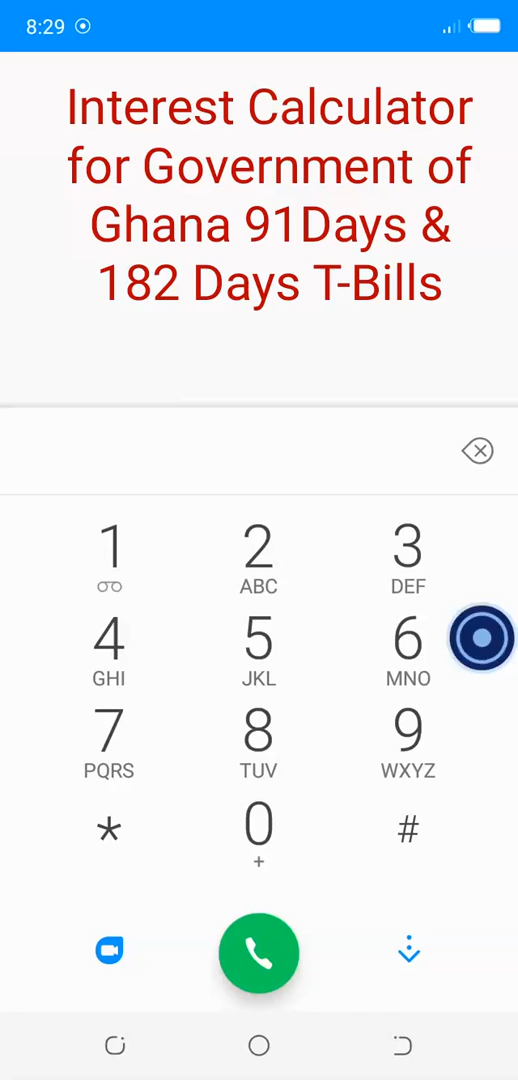 8:29
Interest Calculator
for Government of
Ghana 91Days &
182 Days T-Bills
1 2 3
ABC DEF
4 5 6
GHI JKL MNO
7 8 9
PQRS TUV WXYZ
* 0 #
+